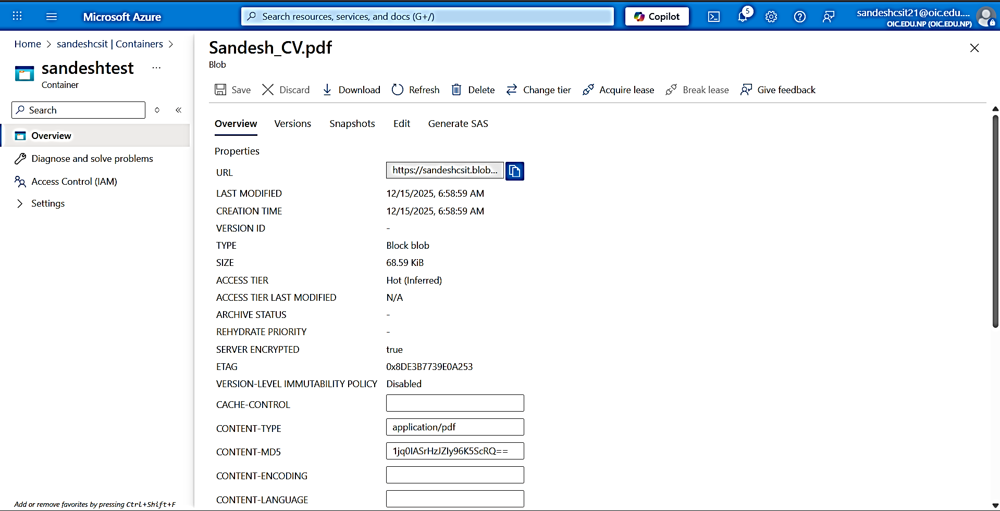 Microsoft Azure
Search resources, services, and docs (G+/)
Copilot
5
sandeshcsit21@oic.edu....
OIC.EDU.NP (OIC.EDU.NP)
Home > sandeshcsit | Containers >
sandeshtest
...
Container
Search
Overview
Diagnose and solve problems
Access Control (IAM)
Settings
Add or remove favorites by pressing Ctrl+Shift+F
Sandesh_CV.pdf
Blob
Save Discard Download Refresh Delete Change tier Acquire lease Break lease Give feedback
Overview Versions Snapshots Edit Generate SAS
Properties
URL https://sandeshcsit.blob...
LAST MODIFIED 12/15/2025, 6:58:59 AM
CREATION TIME 12/15/2025, 6:58:59 AM
VERSION ID -
TYPE Block blob
SIZE 68.59 KiB
ACCESS TIER Hot (Inferred)
ACCESS TIER LAST MODIFIED N/A
ARCHIVE STATUS -
REHYDRATE PRIORITY -
SERVER ENCRYPTED true
ETAG 0x8DE3B7739E0A253
VERSION-LEVEL IMMUTABILITY POLICY Disabled
CACHE-CONTROL
CONTENT-TYPE application/pdf
CONTENT-MD5 1jq0IASrHzJZIy96K5ScRQ==
CONTENT-ENCODING
CONTENT-LANGUAGE